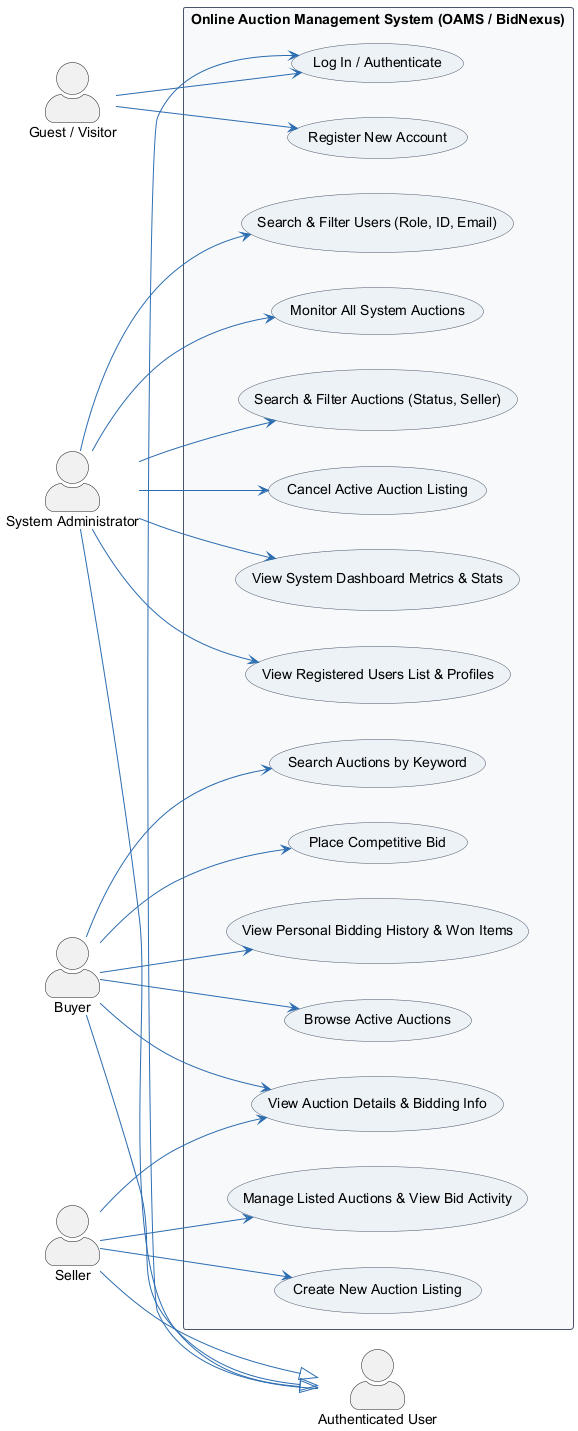 Online Auction Management System (OAMS / BidNexus)
Log In / Authenticate
Guest / Visitor
Register New Account
Search & Filter Users (Role, ID, Email)
Monitor All System Auctions
Search & Filter Auctions (Status, Seller)
Cancel Active Auction Listing
System Administrator
View System Dashboard Metrics & Stats
View Registered Users List & Profiles
Search Auctions by Keyword
Place Competitive Bid
View Personal Bidding History & Won Items
Buyer
Browse Active Auctions
View Auction Details & Bidding Info
Manage Listed Auctions & View Bid Activity
Seller
Create New Auction Listing
Authenticated User